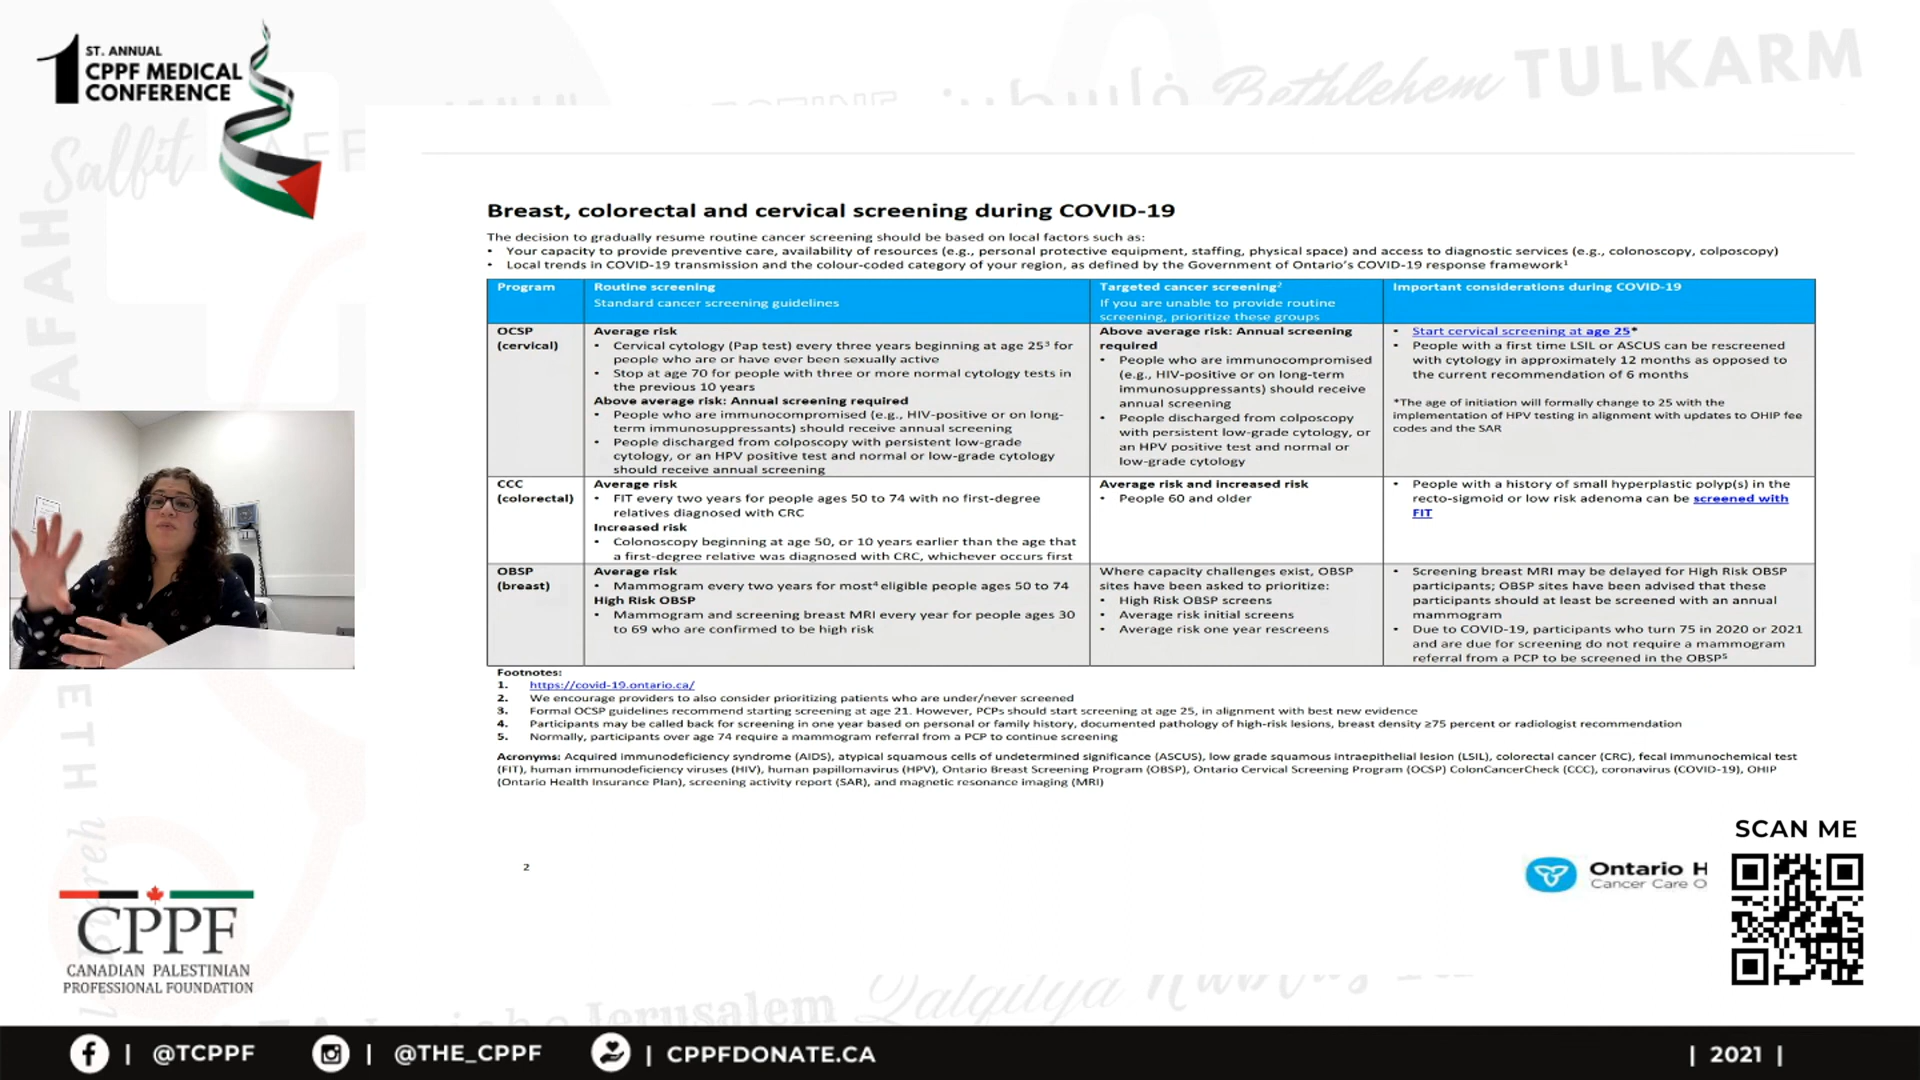 1 ST. ANNUAL
CPPF MEDICAL
CONFERENCE
Salfit
Bethlehem TULKARM
AFAH
Breast, colorectal and cervical screening during COVID-19
The decision to gradually resume routine cancer screening should be based on local factors such as:
• Your capacity to provide preventive care, availability of resources (e.g., personal protective equipment, staffing, physical space) and access to diagnostic services (e.g., colonoscopy, colposcopy)
• Local trends in COVID-19 transmission and the colour-coded category of your region, as defined by the Government of Ontario's COVID-19 response framework¹
Program
Routine screening
Standard cancer screening guidelines
Targeted cancer screening²
If you are unable to provide routine
screening, prioritize these groups
Important considerations during COVID-19
OCSP
(cervical)
Average risk
• Cervical cytology (Pap test) every three years beginning at age 25³ for
people who are or have ever been sexually active
• Stop at age 70 for people with three or more normal cytology tests in
the previous 10 years
Above average risk: Annual screening required
• People who are immunocompromised (e.g., HIV-positive or on long-
term immunosuppressants) should receive annual screening
• People discharged from colposcopy with persistent low-grade
cytology, or an HPV positive test and normal or low-grade cytology
should receive annual screening
Above average risk: Annual screening
required
• People who are immunocompromised
(e.g., HIV-positive or on long-term
immunosuppressants) should receive
annual screening
• People discharged from colposcopy
with persistent low-grade cytology, or
an HPV positive test and normal or
low-grade cytology
• Start cervical screening at age 25*
• People with a first time LSIL or ASCUS can be rescreened
with cytology in approximately 12 months as opposed to
the current recommendation of 6 months
*The age of initiation will formally change to 25 with the
implementation of HPV testing in alignment with updates to OHIP fee
codes and the SAR
CCC
(colorectal)
Average risk
• FIT every two years for people ages 50 to 74 with no first-degree
relatives diagnosed with CRC
Increased risk
• Colonoscopy beginning at age 50, or 10 years earlier than the age that
a first-degree relative was diagnosed with CRC, whichever occurs first
Average risk and increased risk
• People 60 and older
• People with a history of small hyperplastic polyp(s) in the
recto-sigmoid or low risk adenoma can be screened with
FIT
OBSP
(breast)
Average risk
• Mammogram every two years for most⁴ eligible people ages 50 to 74
High Risk OBSP
• Mammogram and screening breast MRI every year for people ages 30
to 69 who are confirmed to be high risk
Where capacity challenges exist, OBSP
sites have been asked to prioritize:
• High Risk OBSP screens
• Average risk initial screens
• Average risk one year rescreens
• Screening breast MRI may be delayed for High Risk OBSP
participants; OBSP sites have been advised that these
participants should at least be screened with an annual
mammogram
• Due to COVID-19, participants who turn 75 in 2020 or 2021
and are due for screening do not require a mammogram
referral from a PCP to be screened in the OBSP⁵
Footnotes:
1. https://covid-19.ontario.ca/
2. We encourage providers to also consider prioritizing patients who are under/never screened
3. Formal OCSP guidelines recommend starting screening at age 21. However, PCPs should start screening at age 25, in alignment with best new evidence
4. Participants may be called back for screening in one year based on personal or family history, documented pathology of high-risk lesions, breast density ≥75 percent or radiologist recommendation
5. Normally, participants over age 74 require a mammogram referral from a PCP to continue screening
Acronyms: Acquired immunodeficiency syndrome (AIDS), atypical squamous cells of undetermined significance (ASCUS), low grade squamous intraepithelial lesion (LSIL), colorectal cancer (CRC), fecal immunochemical test
(FIT), human immunodeficiency viruses (HIV), human papillomavirus (HPV), Ontario Breast Screening Program (OBSP), Ontario Cervical Screening Program (OCSP) ColonCancerCheck (CCC), coronavirus (COVID-19), OHIP
(Ontario Health Insurance Plan), screening activity report (SAR), and magnetic resonance imaging (MRI)
2
Ontario H
Cancer Care O
SCAN ME
CPPF
CANADIAN PALESTINIAN
PROFESSIONAL FOUNDATION
Jerusalem Qalqilya
| @TCPPF | @THE_CPPF | CPPFDONATE.CA | 2021 |